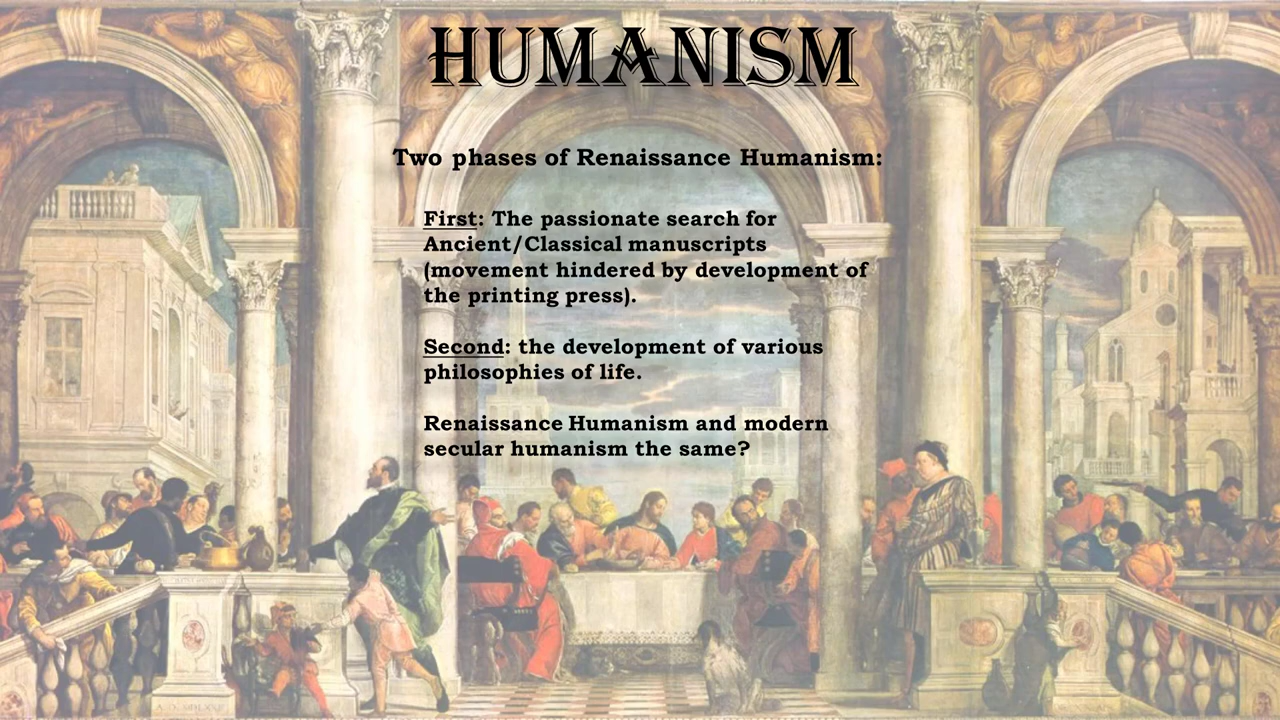 HUMANISM
Two phases of Renaissance Humanism:
First: The passionate search for
Ancient/Classical manuscripts
(movement hindered by development of
the printing press).
Second: the development of various
philosophies of life.
Renaissance Humanism and modern
secular humanism the same?